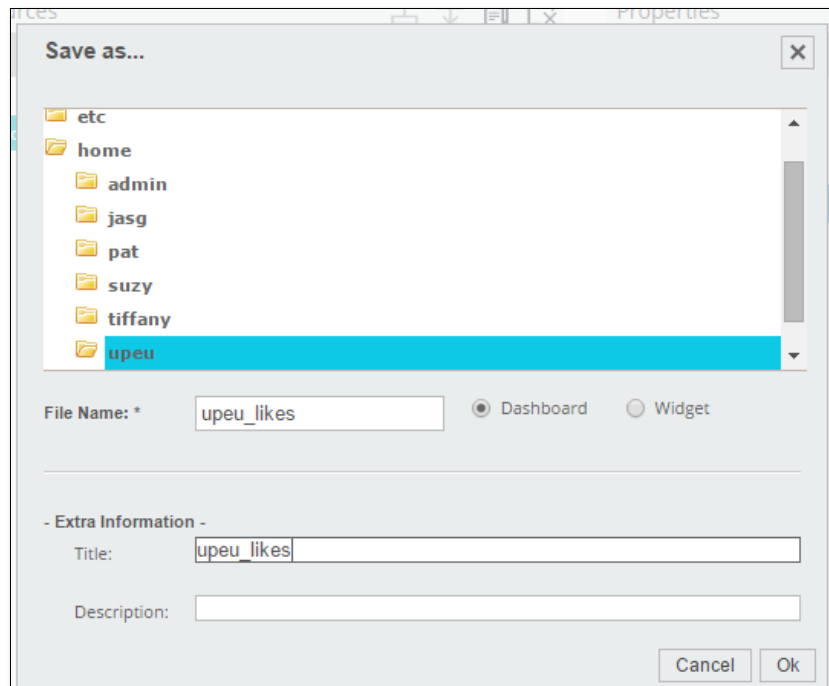 Properties
Save as...
etc
home
admin
jasg
pat
suzy
tiffany
upeu
File Name: * upeu_likes Dashboard Widget
- Extra Information -
Title: upeu_likes
Description:
Cancel Ok